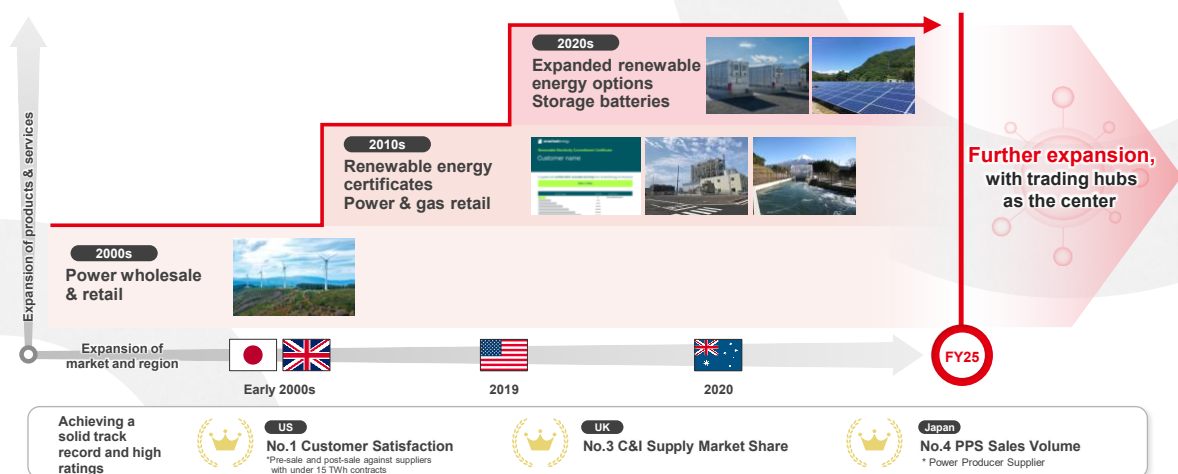 Expansion of products & services
2020s
Expanded renewable
energy options
Storage batteries
2010s
Renewable energy
certificates
Power & gas retail
Customer name
2000s
Power wholesale
& retail
Further expansion,
with trading hubs
as the center
Expansion of
market and region
Early 2000s
2019
2020
FY25
Achieving a
solid track
record and high
ratings
US
No.1 Customer Satisfaction
*Pre-sale and post-sale against suppliers
with under 15 TWh contracts
UK
No.3 C&I Supply Market Share
Japan
No.4 PPS Sales Volume
* Power Producer Supplier